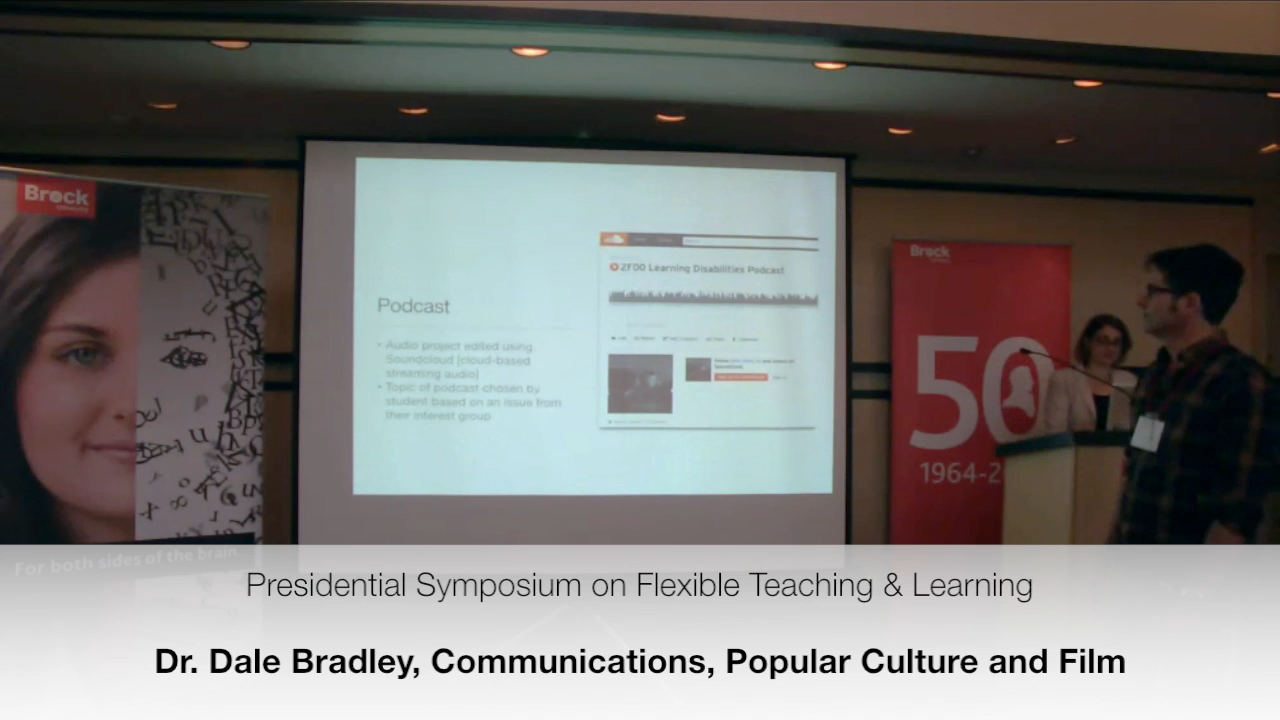 Brock
University
Podcast
• Audio project edited using
Soundcloud (cloud-based
streaming audio)
• Topic of podcast chosen by
student based on an issue from
their interest group
2F00 Learning Disabilities Podcast
Brock
50
1964-2
For both sides of the brain
Presidential Symposium on Flexible Teaching & Learning
Dr. Dale Bradley, Communications, Popular Culture and Film